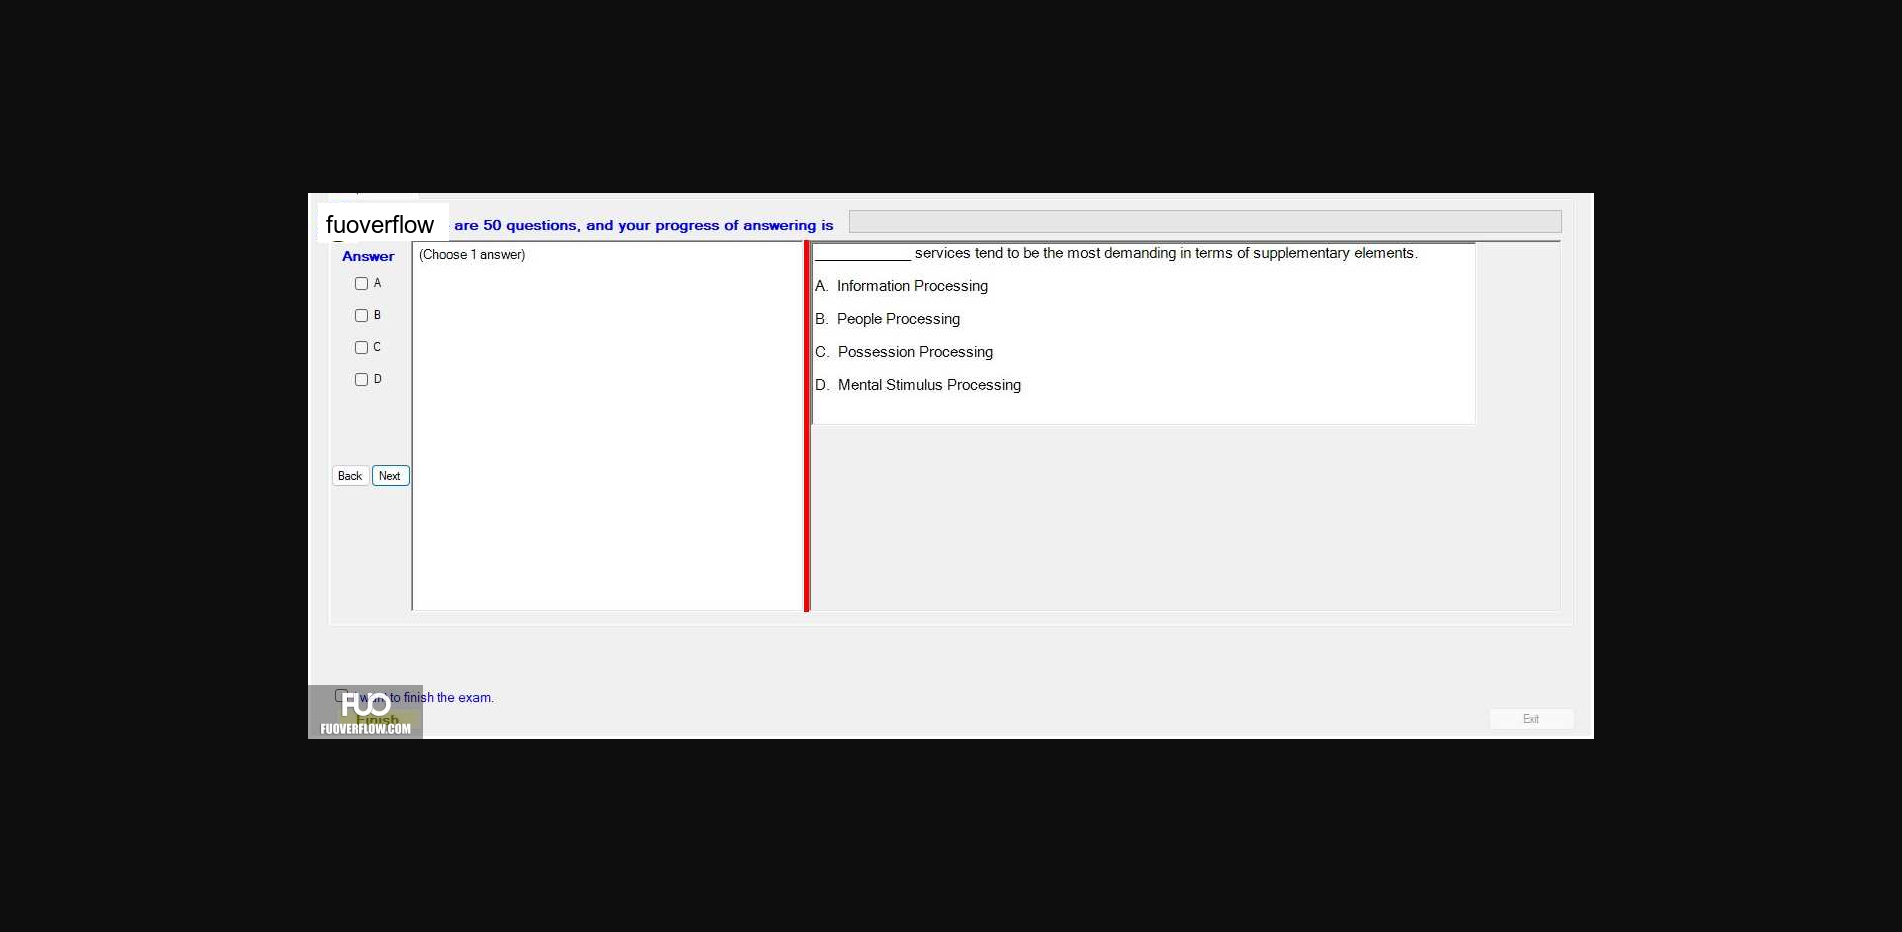 fuoverflow
are 50 questions, and your progress of answering is
Answer
(Choose 1 answer)
A
B
C
D
Back
Next
____________ services tend to be the most demanding in terms of supplementary elements.
A. Information Processing
B. People Processing
C. Possession Processing
D. Mental Stimulus Processing
want to finish the exam.
Finish
FUO
FUOVERFLOW.COM
Exit